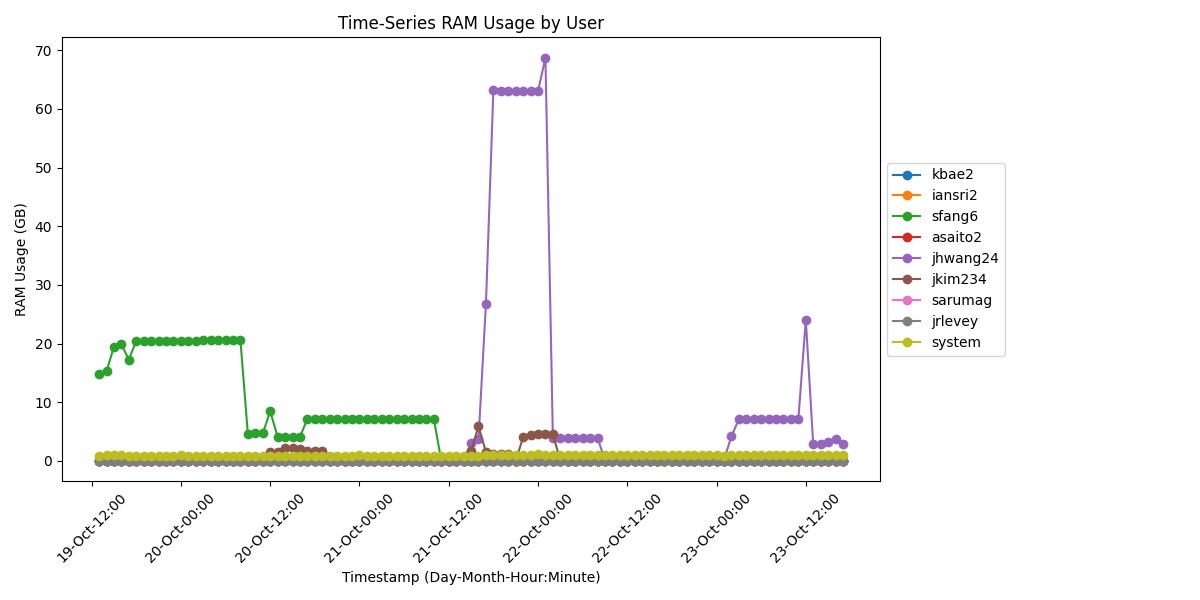 Time-Series RAM Usage by User
70
60
50
40
30
20
10
0
RAM Usage (GB)
19-Oct-12:00
20-Oct-00:00
20-Oct-12:00
21-Oct-00:00
21-Oct-12:00
22-Oct-00:00
22-Oct-12:00
23-Oct-00:00
23-Oct-12:00
Timestamp (Day-Month-Hour:Minute)
kbae2
iansri2
sfang6
asaito2
jhwang24
jkim234
sarumag
jrlevey
system